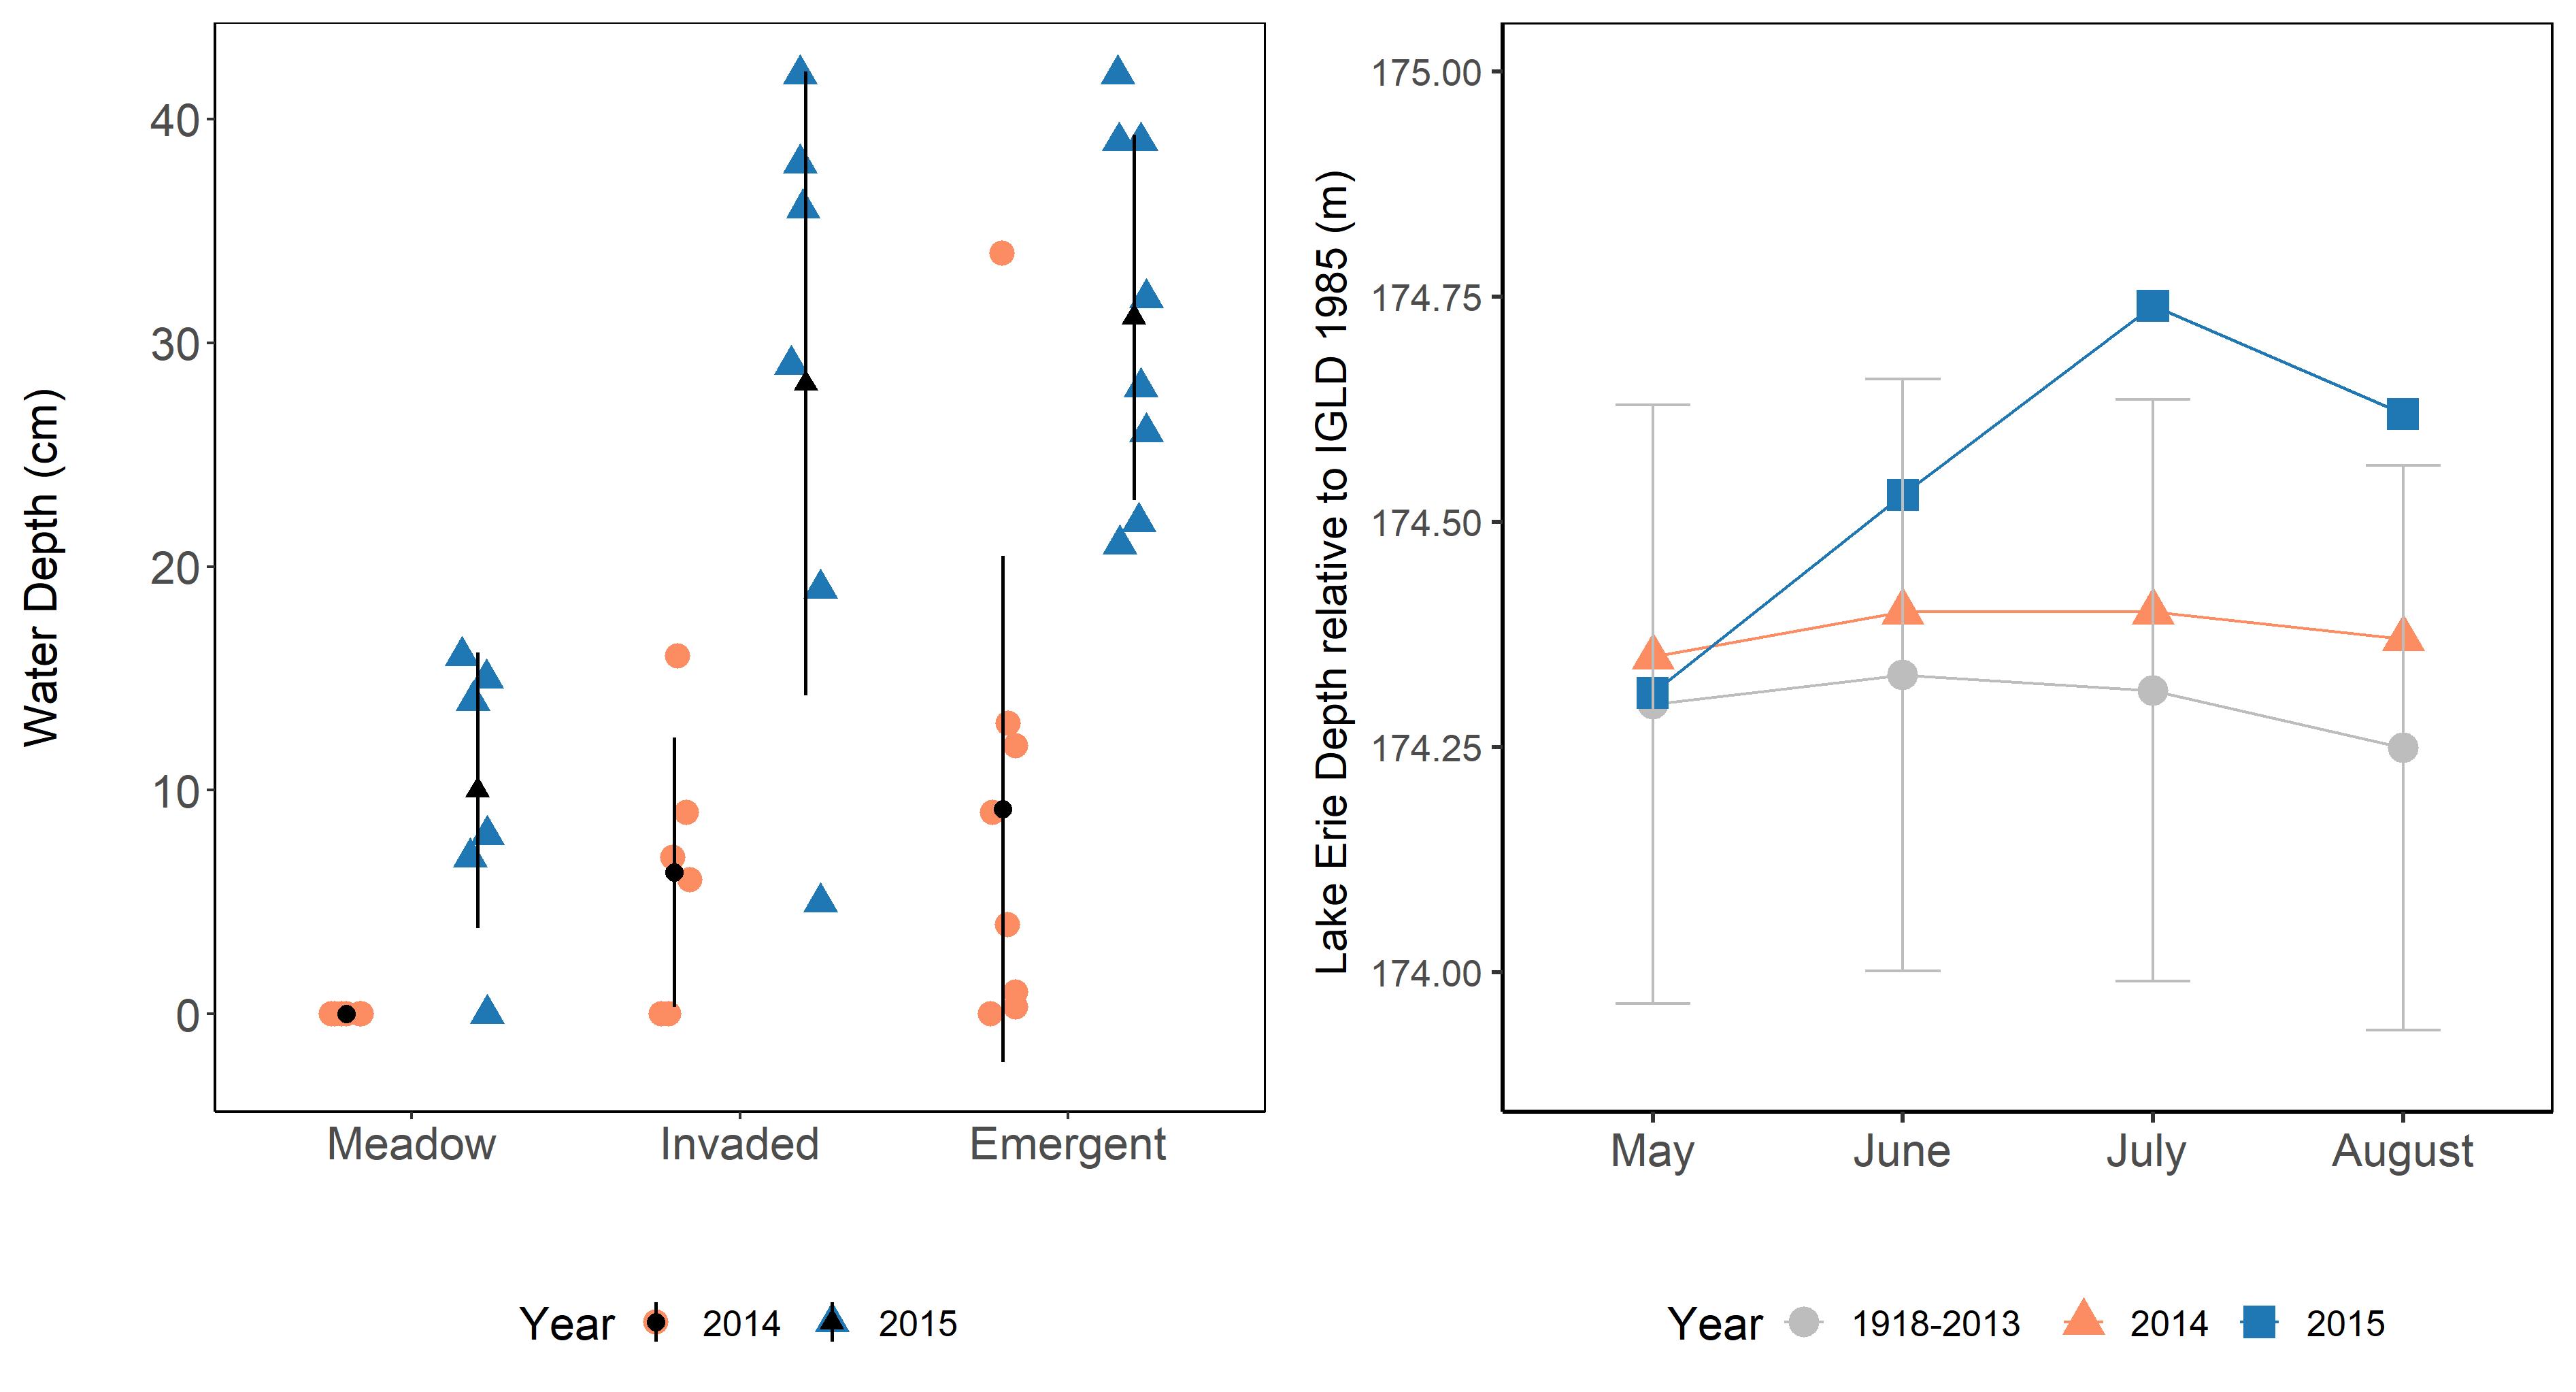 Water Depth (cm)
40
30
20
10
0
Meadow Invaded Emergent
Year 2014 2015
Lake Erie Depth relative to IGLD 1985 (m)
175.00
174.75
174.50
174.25
174.00
May June July August
Year 1918-2013 2014 2015